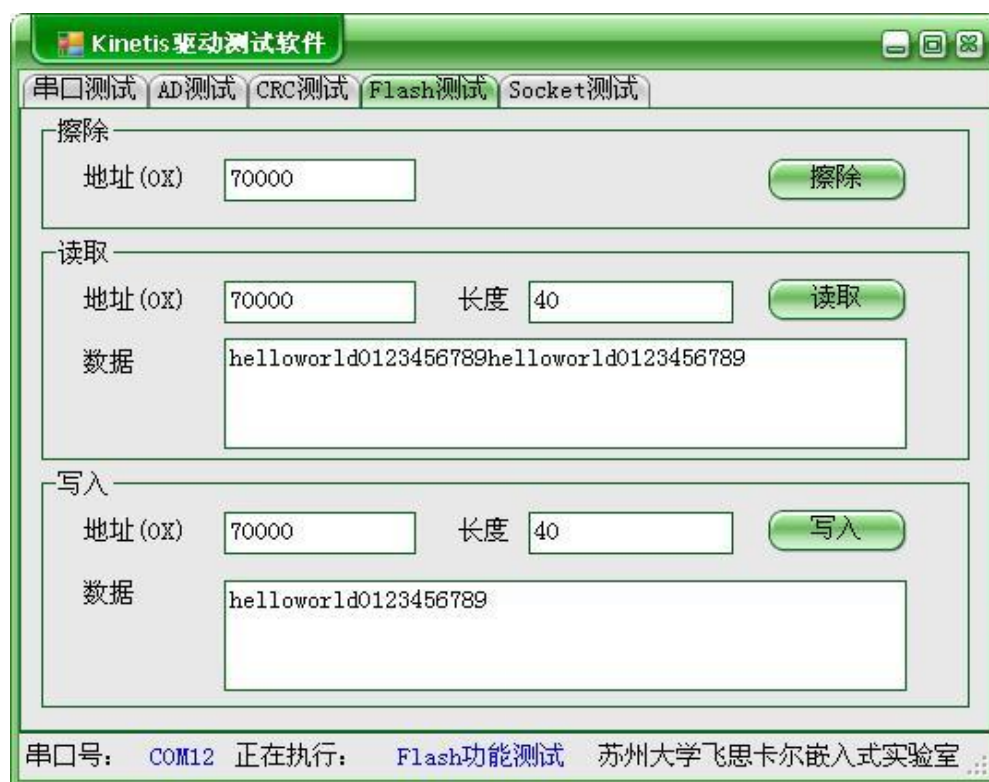 Kinetis驱动测试软件
串口测试 AD测试 CRC测试 Flash测试 Socket测试
擦除
地址(0X) 70000 擦除
读取
地址(0X) 70000 长度 40 读取
数据 helloworld0123456789helloworld0123456789
写入
地址(0X) 70000 长度 40 写入
数据 helloworld0123456789
串口号： COM12 正在执行： Flash功能测试 苏州大学飞思卡尔嵌入式实验室